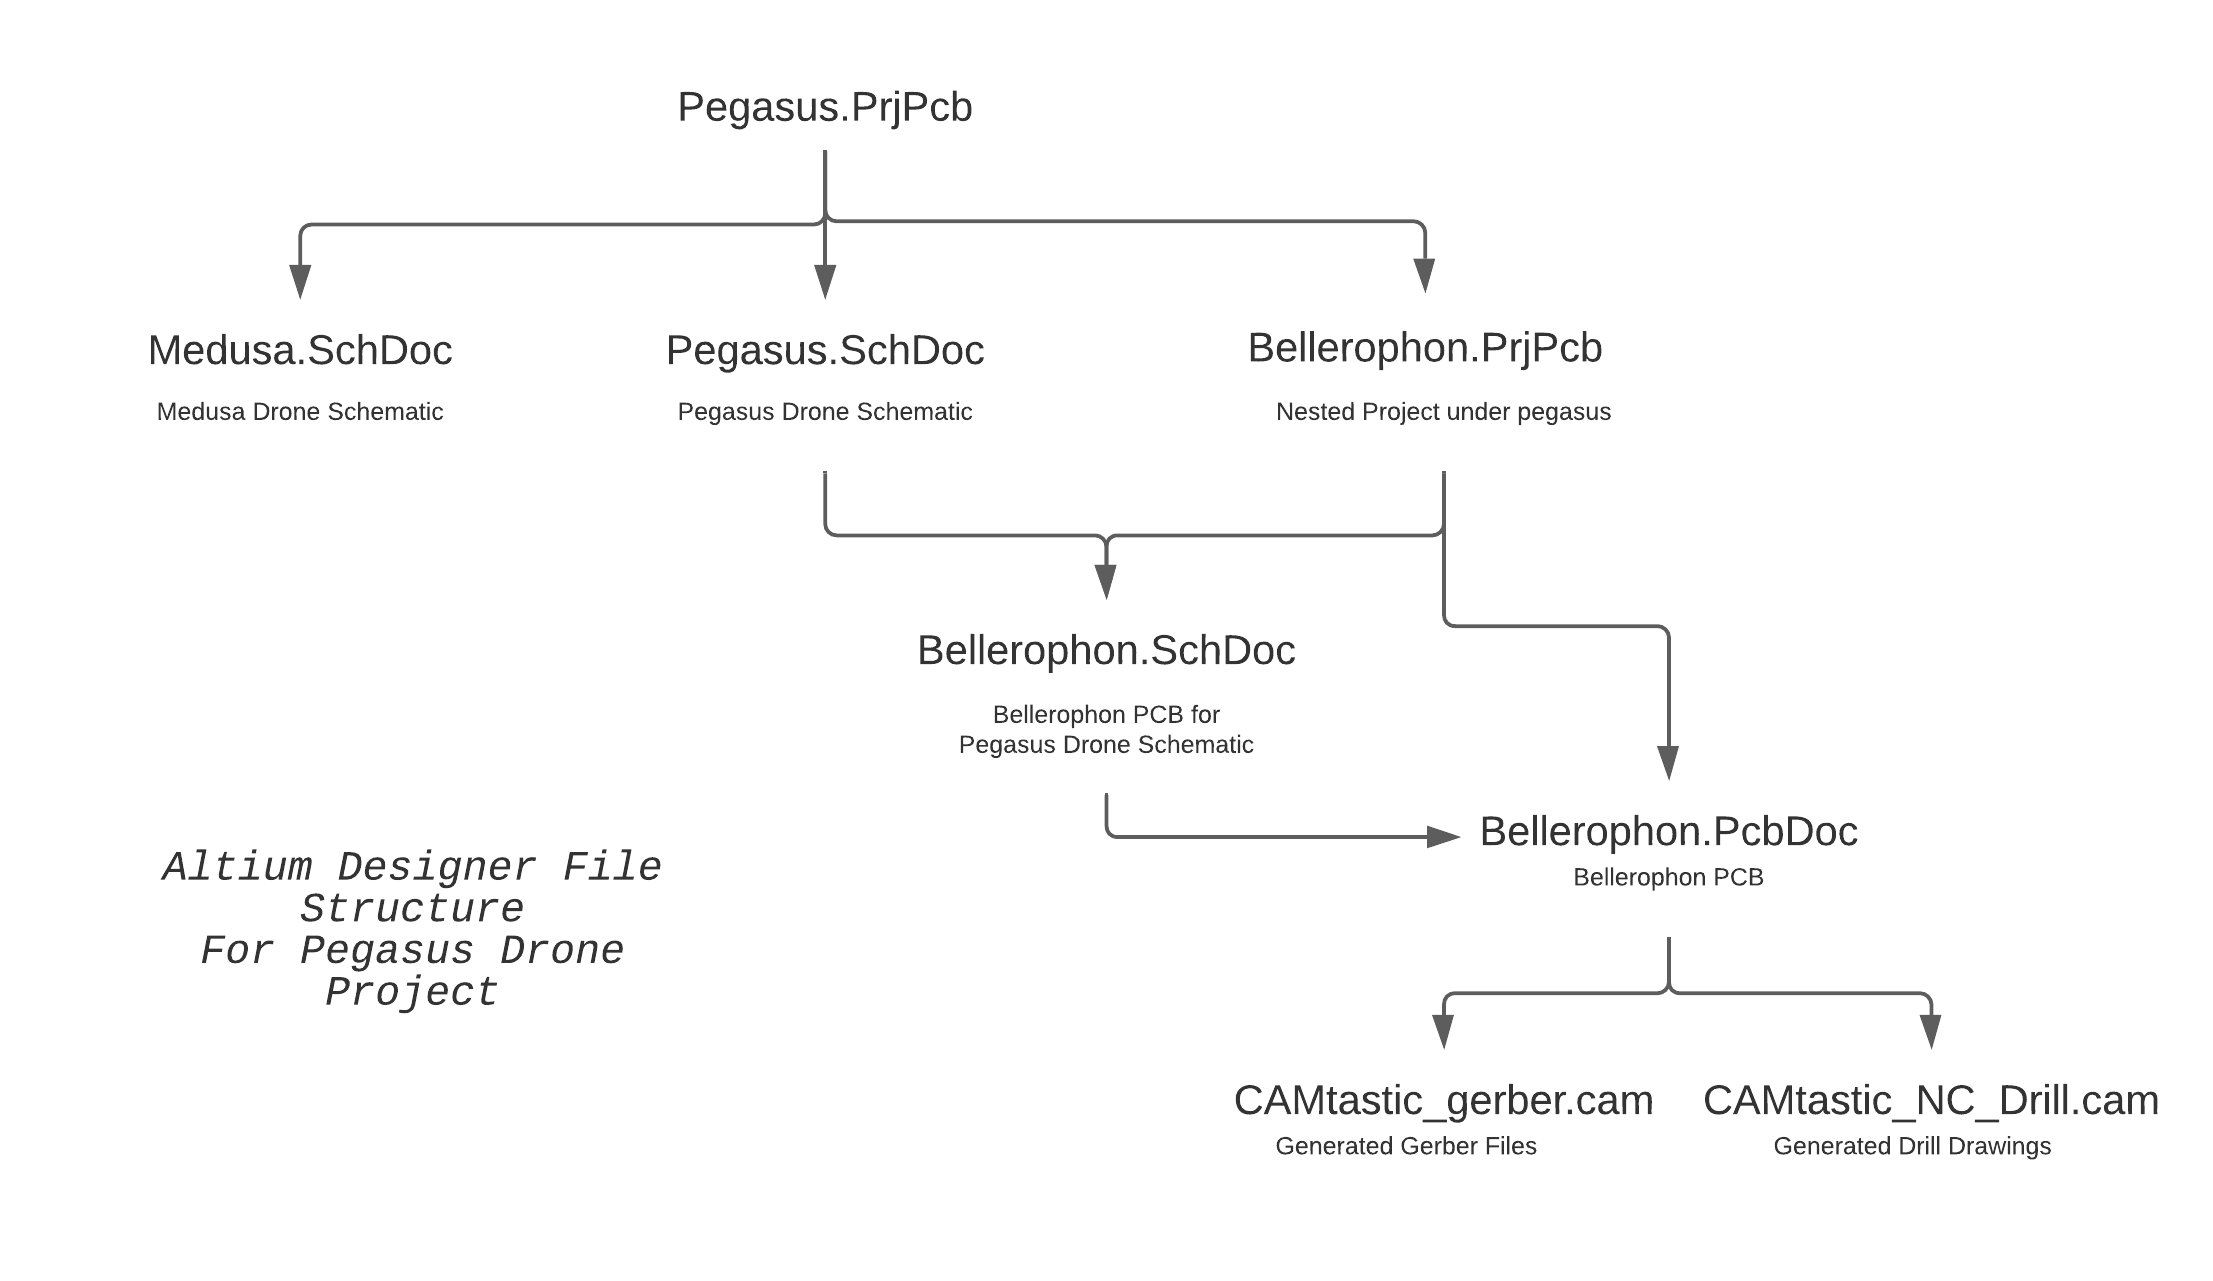 Pegasus.PrjPcb
Medusa.SchDoc
Medusa Drone Schematic
Pegasus.SchDoc
Pegasus Drone Schematic
Bellerophon.PrjPcb
Nested Project under pegasus
Bellerophon.SchDoc
Bellerophon PCB for
Pegasus Drone Schematic
Bellerophon.PcbDoc
Bellerophon PCB
Altium Designer File
Structure
For Pegasus Drone
Project
CAMtastic_gerber.cam
Generated Gerber Files
CAMtastic_NC_Drill.cam
Generated Drill Drawings